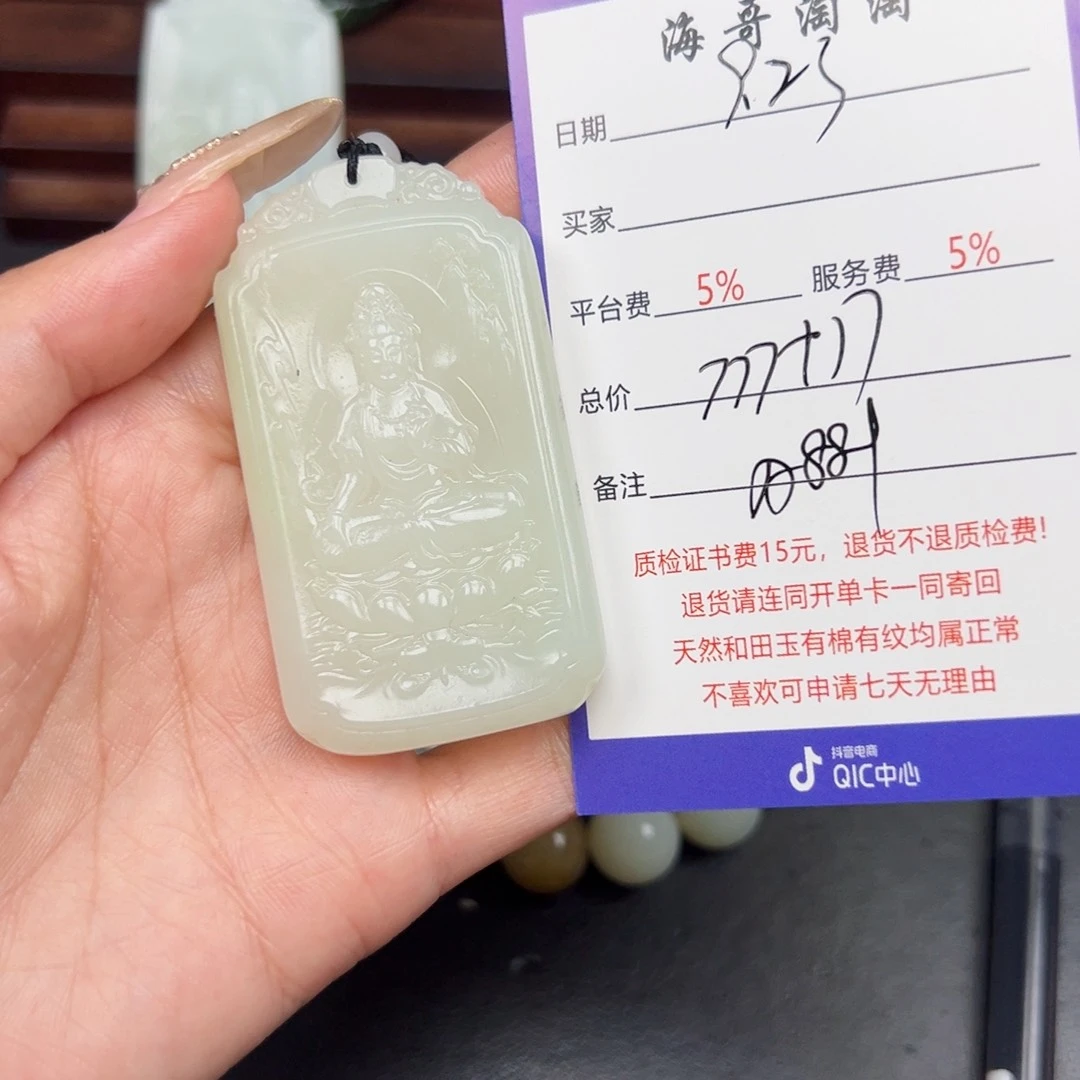 海哥淘淘
日期 9.23
买家
平台费 5% 服务费 5%
总价 777+17
备注
质检证书费15元，退货不退质检费！
退货请连同开单卡一同寄回
天然和田玉有棉有纹均属正常
不喜欢可申请七天无理由
抖音电商
QIC中心